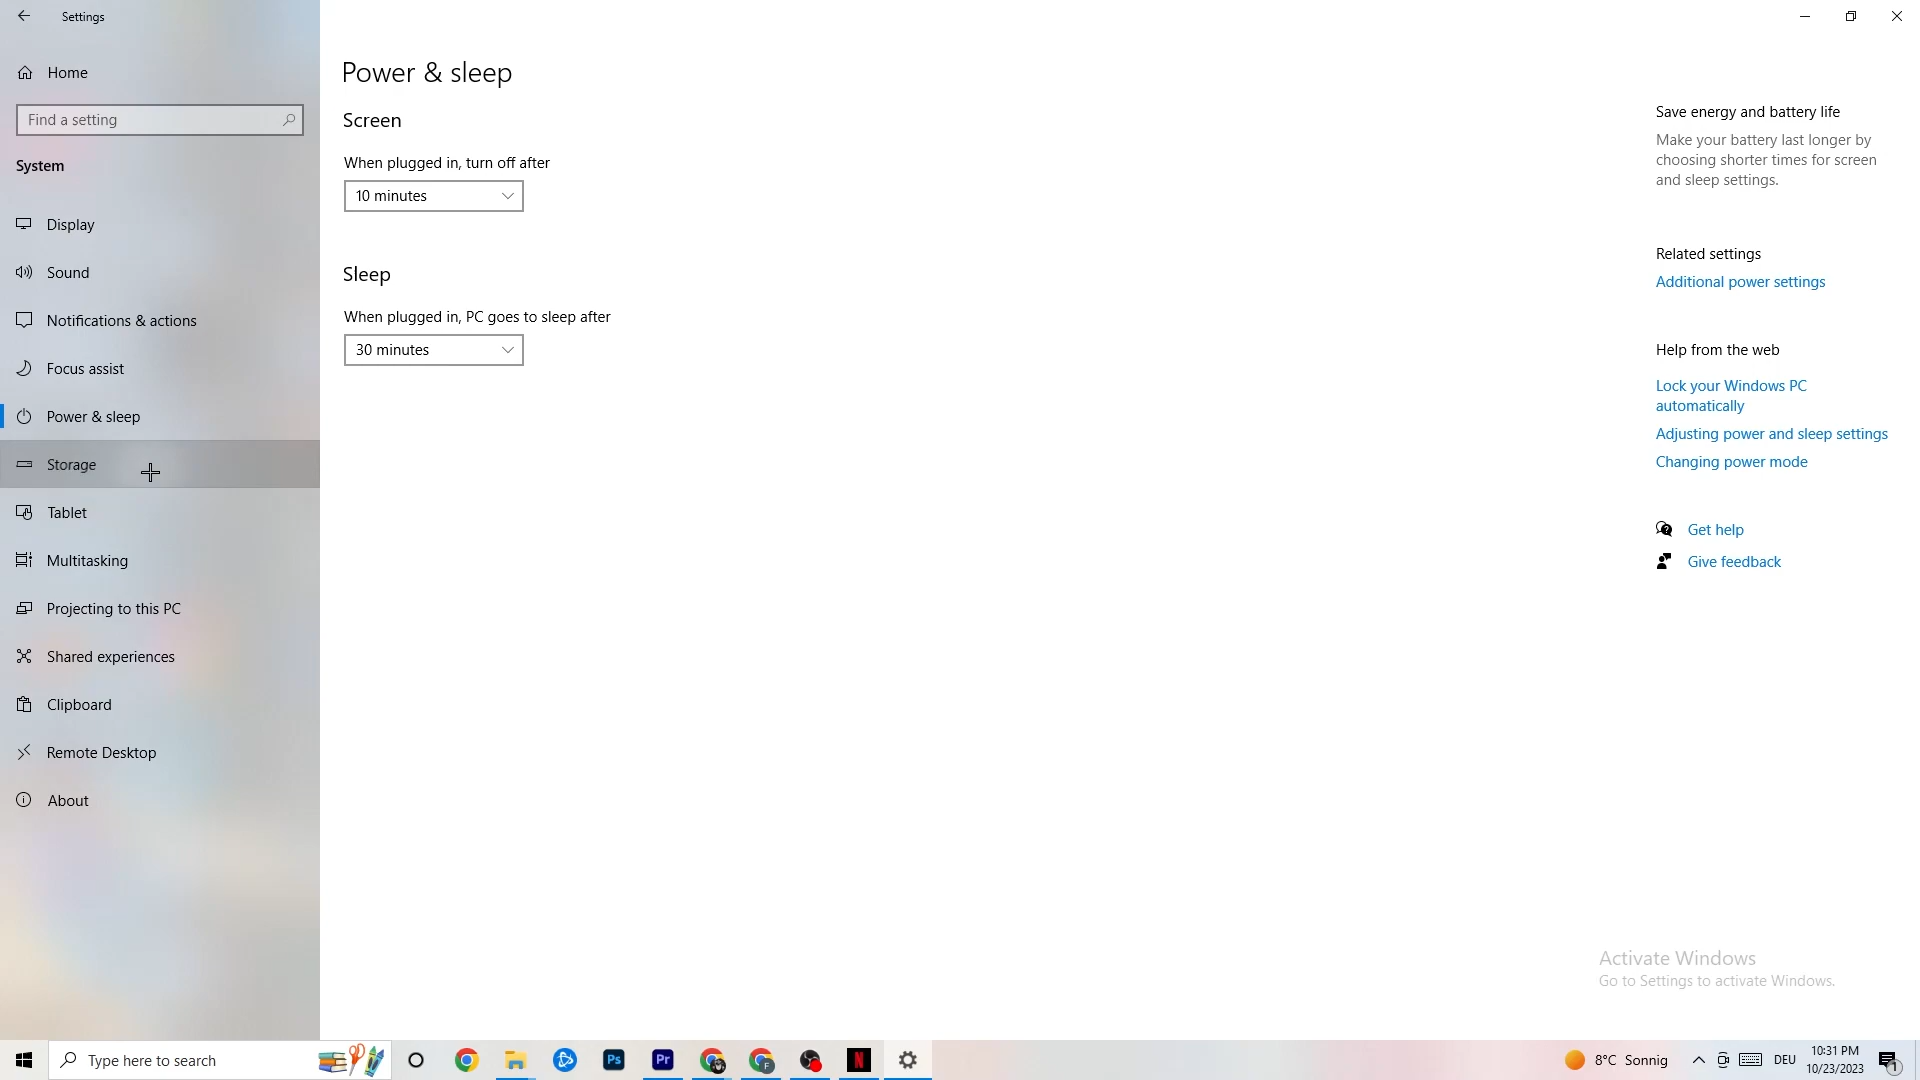 Settings
Home
Find a setting
System
Display
Sound
Notifications & actions
Focus assist
Power & sleep
Storage
Tablet
Multitasking
Projecting to this PC
Shared experiences
Clipboard
Remote Desktop
About
Power & sleep
Screen
When plugged in, turn off after
10 minutes
Sleep
When plugged in, PC goes to sleep after
30 minutes
Save energy and battery life
Make your battery last longer by
choosing shorter times for screen
and sleep settings.
Related settings
Additional power settings
Help from the web
Lock your Windows PC
automatically
Adjusting power and sleep settings
Changing power mode
Get help
Give feedback
Activate Windows
Go to Settings to activate Windows.
Type here to search
Ps
Pr
F
N
8°C Sonnig
DEU
10:31 PM
10/23/2023
1